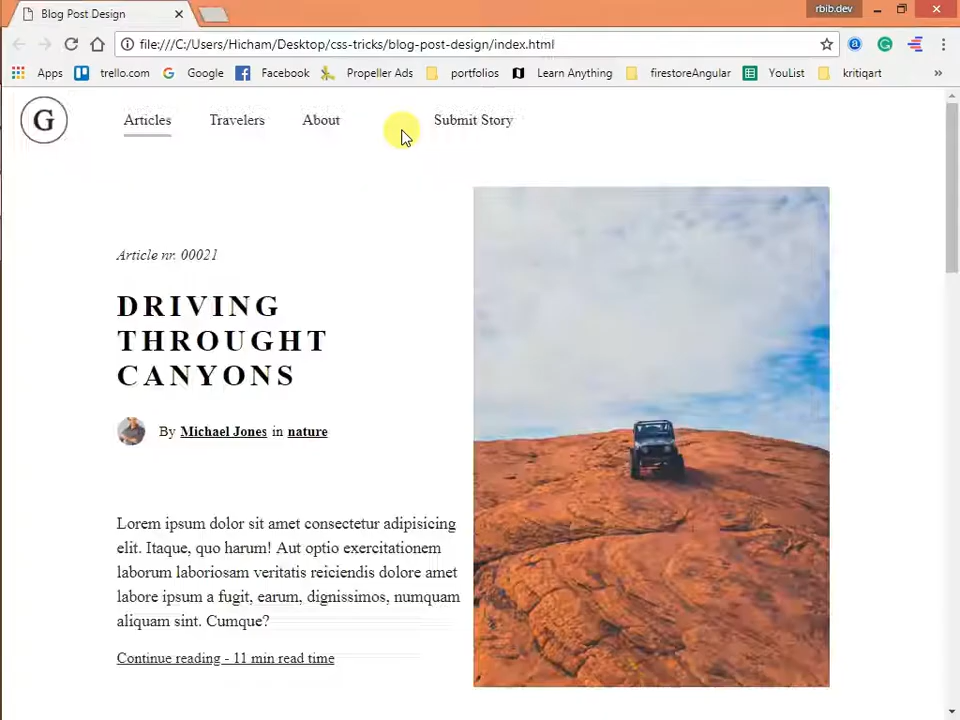 Blog Post Design
rbib.dev
file:///C:/Users/Hicham/Desktop/css-tricks/blog-post-design/index.html
Apps trello.com Google Facebook Propeller Ads portfolios Learn Anything firestoreAngular YouList kritiqart »
G Articles Travelers About Submit Story
Article nr. 00021
DRIVING
THROUGHT
CANYONS
By Michael Jones in nature
Lorem ipsum dolor sit amet consectetur adipisicing
elit. Itaque, quo harum! Aut optio exercitationem
laborum laboriosam veritatis reiciendis dolore amet
labore ipsum a fugit, earum, dignissimos, numquam
aliquam sint. Cumque?
Continue reading - 11 min read time